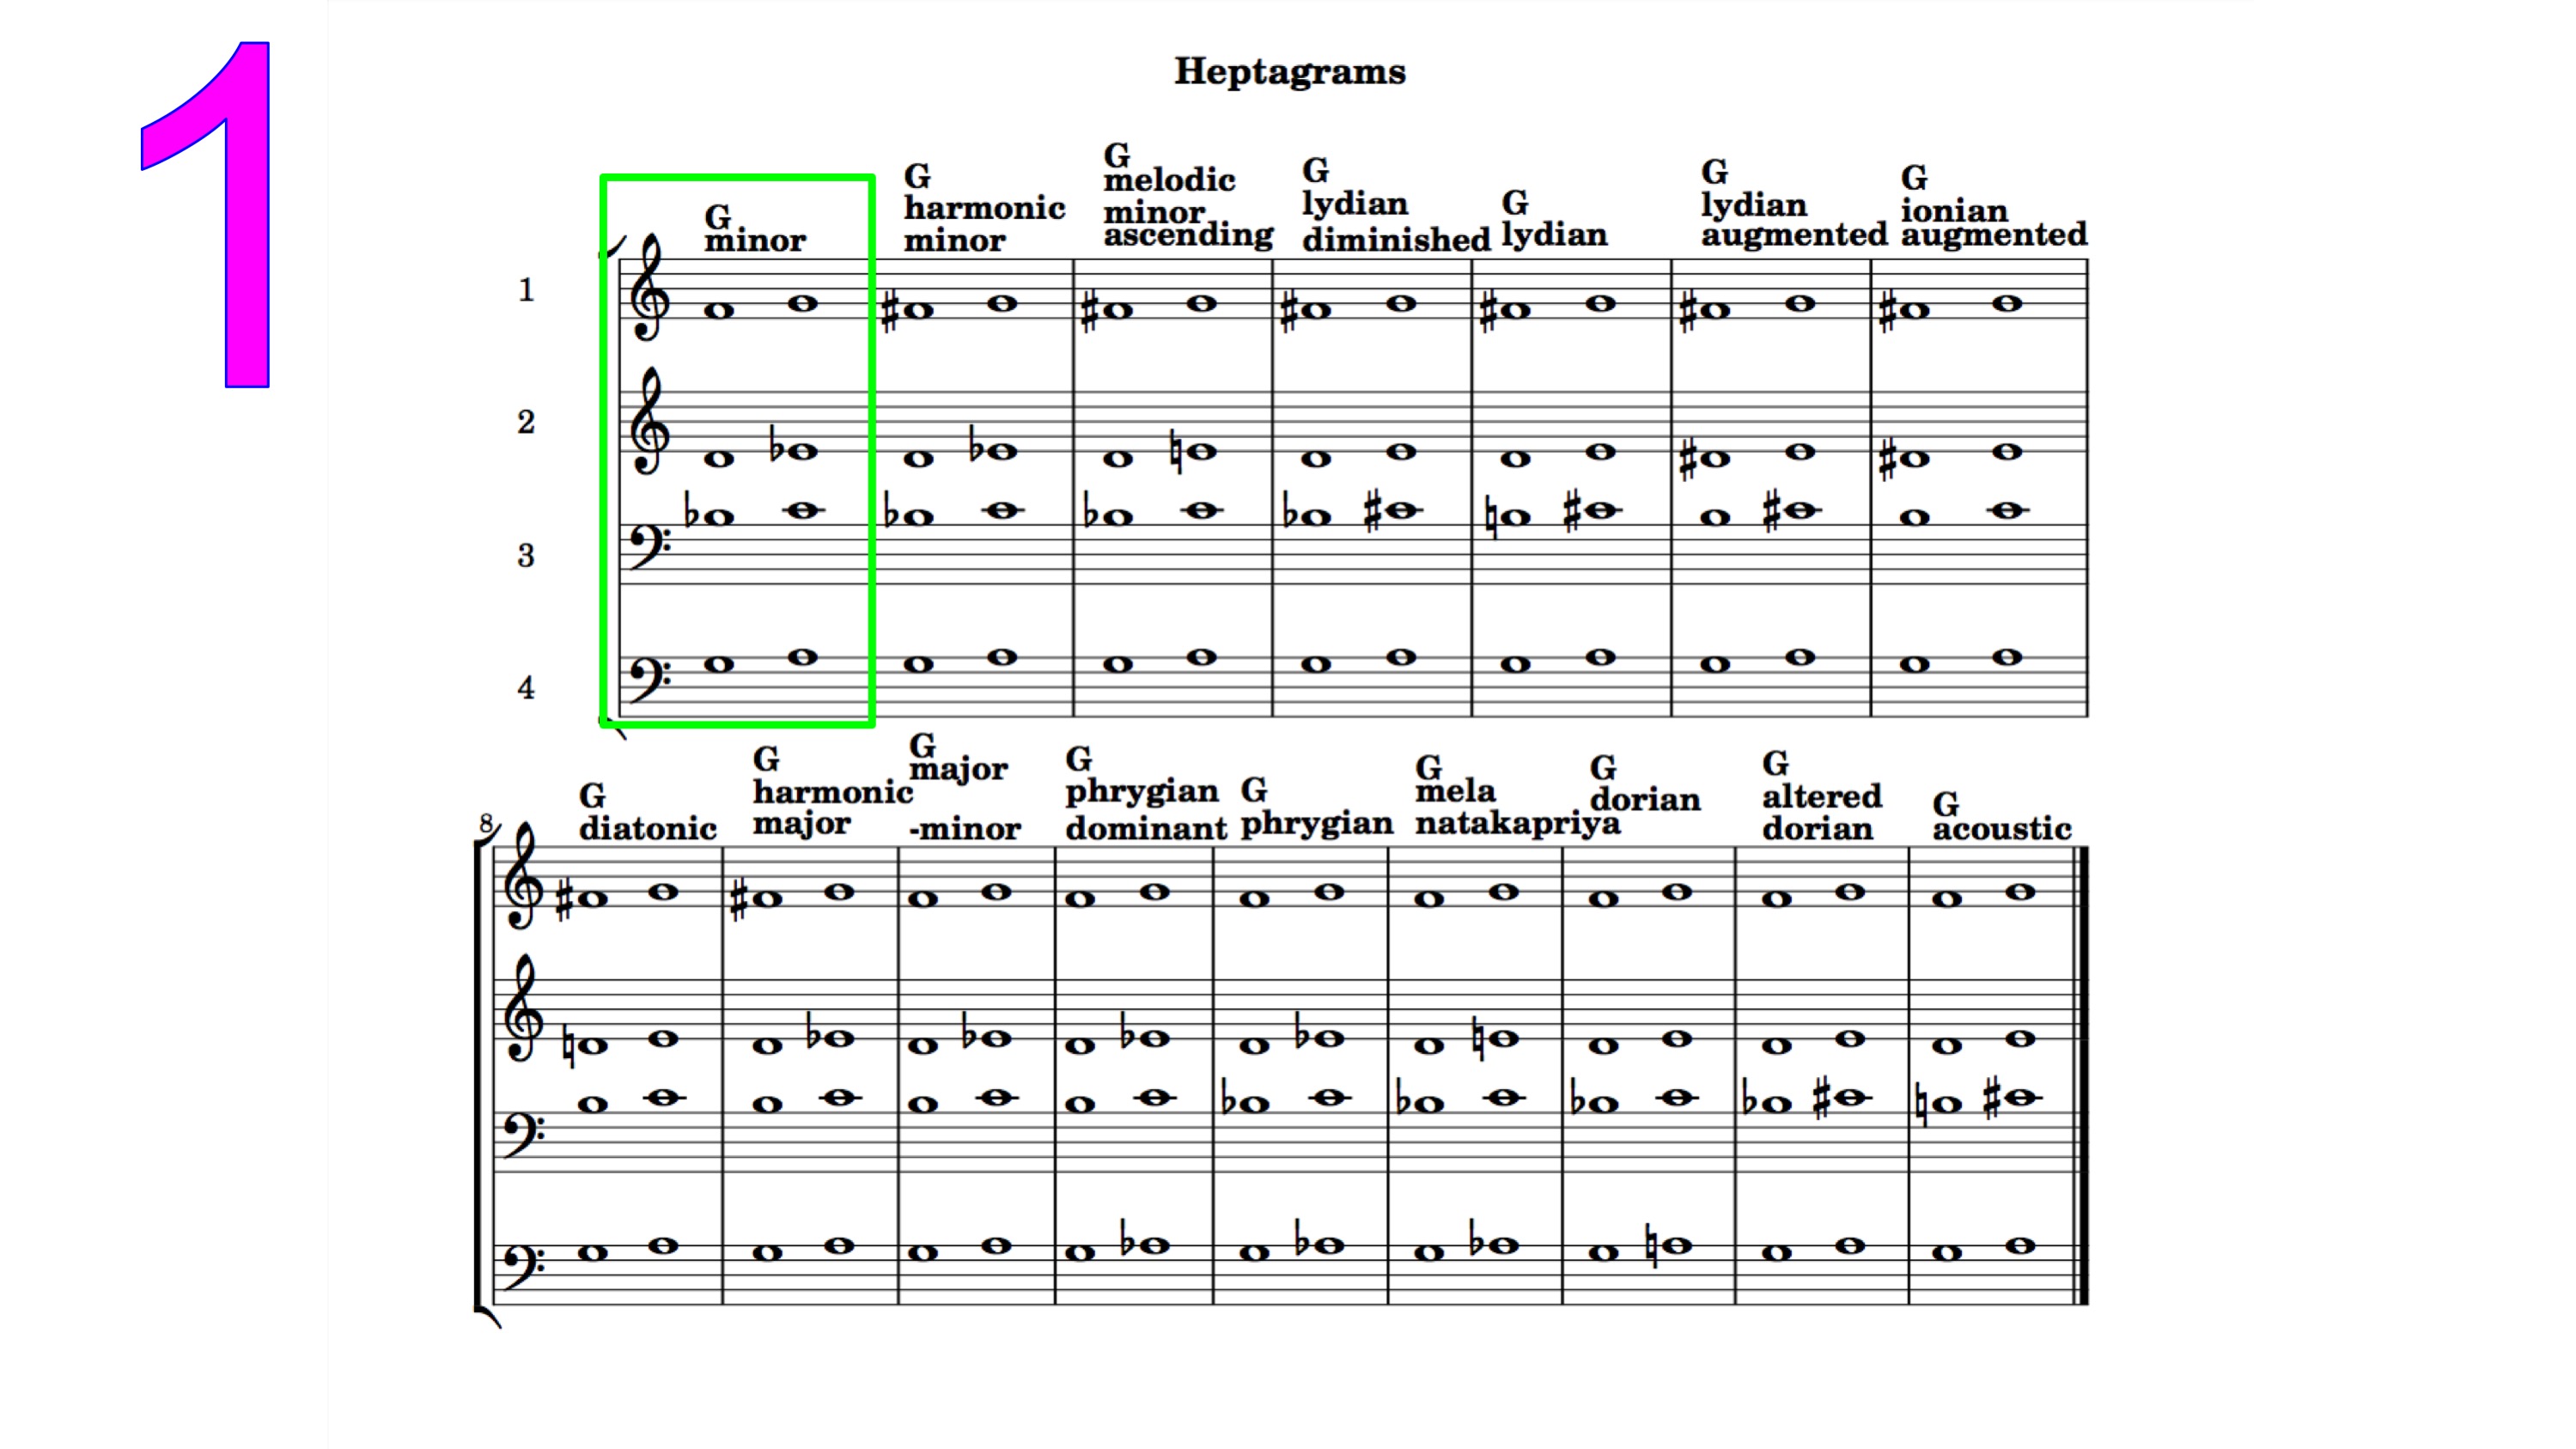 1
Heptagrams
G
minor
G
harmonic
minor
G
melodic
minor
ascending
G
lydian
diminished
G
lydian
G
lydian
augmented
G
ionian
augmented
1
2
3
4
8
G
diatonic
G
harmonic
major
G
major
-minor
G
phrygian
dominant
G
phrygian
G
mela
natakapriya
G
dorian
G
altered
dorian
G
acoustic